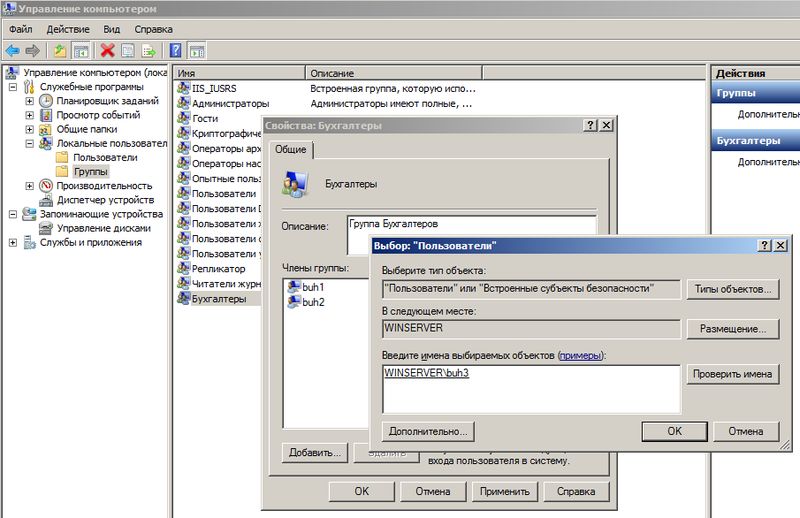 Управление компьютером
Файл Действие Вид Справка
Управление компьютером (лока
Служебные программы
Планировщик заданий
Просмотр событий
Общие папки
Локальные пользовател
Пользователи
Группы
Производительность
Диспетчер устройств
Запоминающие устройства
Управление дисками
Службы и приложения
Имя Описание
IIS_IUSRS Встроенная группа, которую испо...
Администраторы Администраторы имеют полные, ...
Гости
Криптографиче
Операторы арх
Операторы нас
Опытные польз
Пользователи
Пользователи D
Пользователи ж
Пользователи с
Пользователи у
Репликатор
Читатели журн
Бухгалтеры
Действия
Группы
Дополнитель
Бухгалтеры
Дополнитель
Свойства: Бухгалтеры
Общие
Бухгалтеры
Описание: Группа Бухгалтеров
Члены группы:
buh1
buh2
Добавить... Удалить
входа пользователя в систему.
OK Отмена Применить Справка
Выбор: "Пользователи"
Выберите тип объекта:
"Пользователи" или "Встроенные субъекты безопасности" Типы объектов...
В следующем месте:
WINSERVER Размещение...
Введите имена выбираемых объектов (примеры):
WINSERVER\buh3 Проверить имена
Дополнительно... OK Отмена